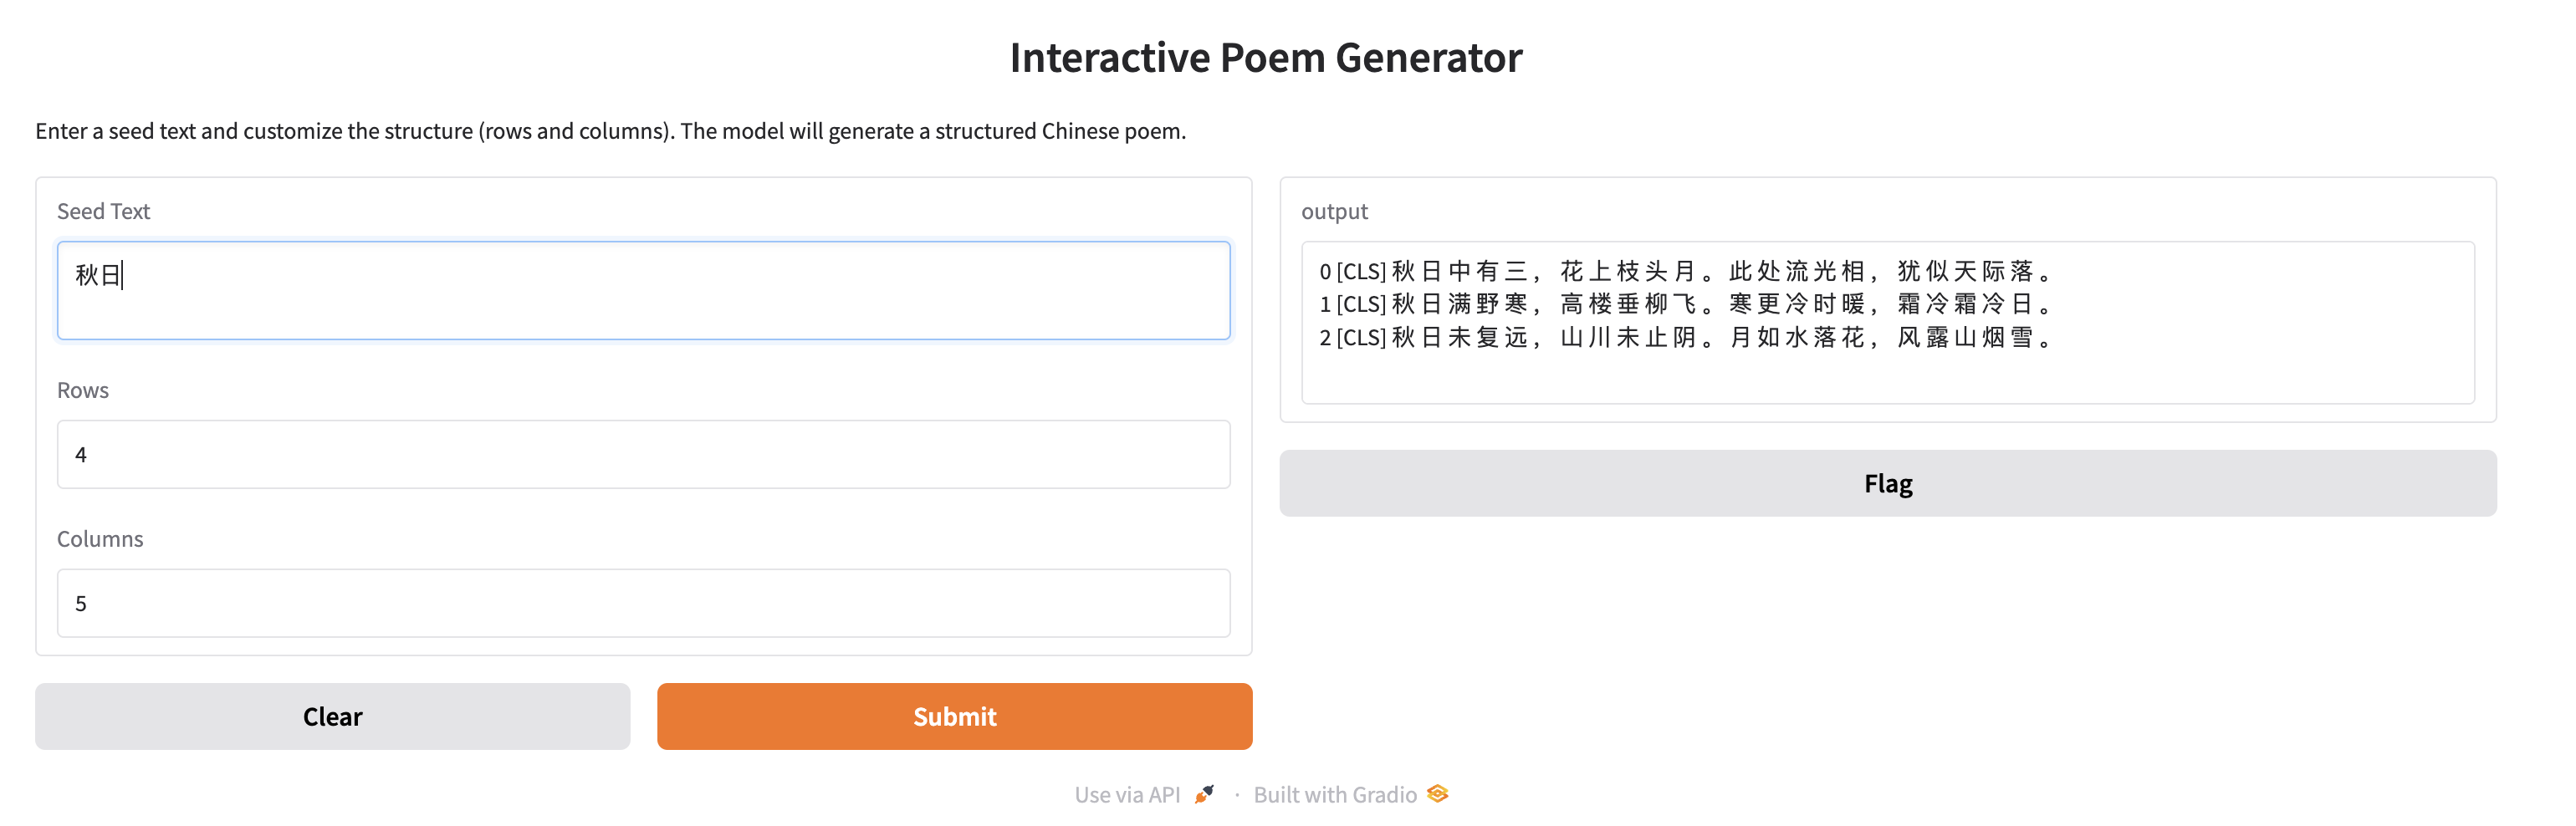 Interactive Poem Generator
Enter a seed text and customize the structure (rows and columns). The model will generate a structured Chinese poem.
Seed Text
秋日
Rows
4
Columns
5
Clear
Submit
output
0 [CLS] 秋 日 中 有 三 ， 花 上 枝 头 月 。 此 处 流 光 相 ， 犹 似 天 际 落 。
1 [CLS] 秋 日 满 野 寒 ， 高 楼 垂 柳 飞 。 寒 更 冷 时 暖 ， 霜 冷 霜 冷 日 。
2 [CLS] 秋 日 未 复 远 ， 山 川 未 止 阴 。 月 如 水 落 花 ， 风 露 山 烟 雪 。
Flag
Use via API · Built with Gradio